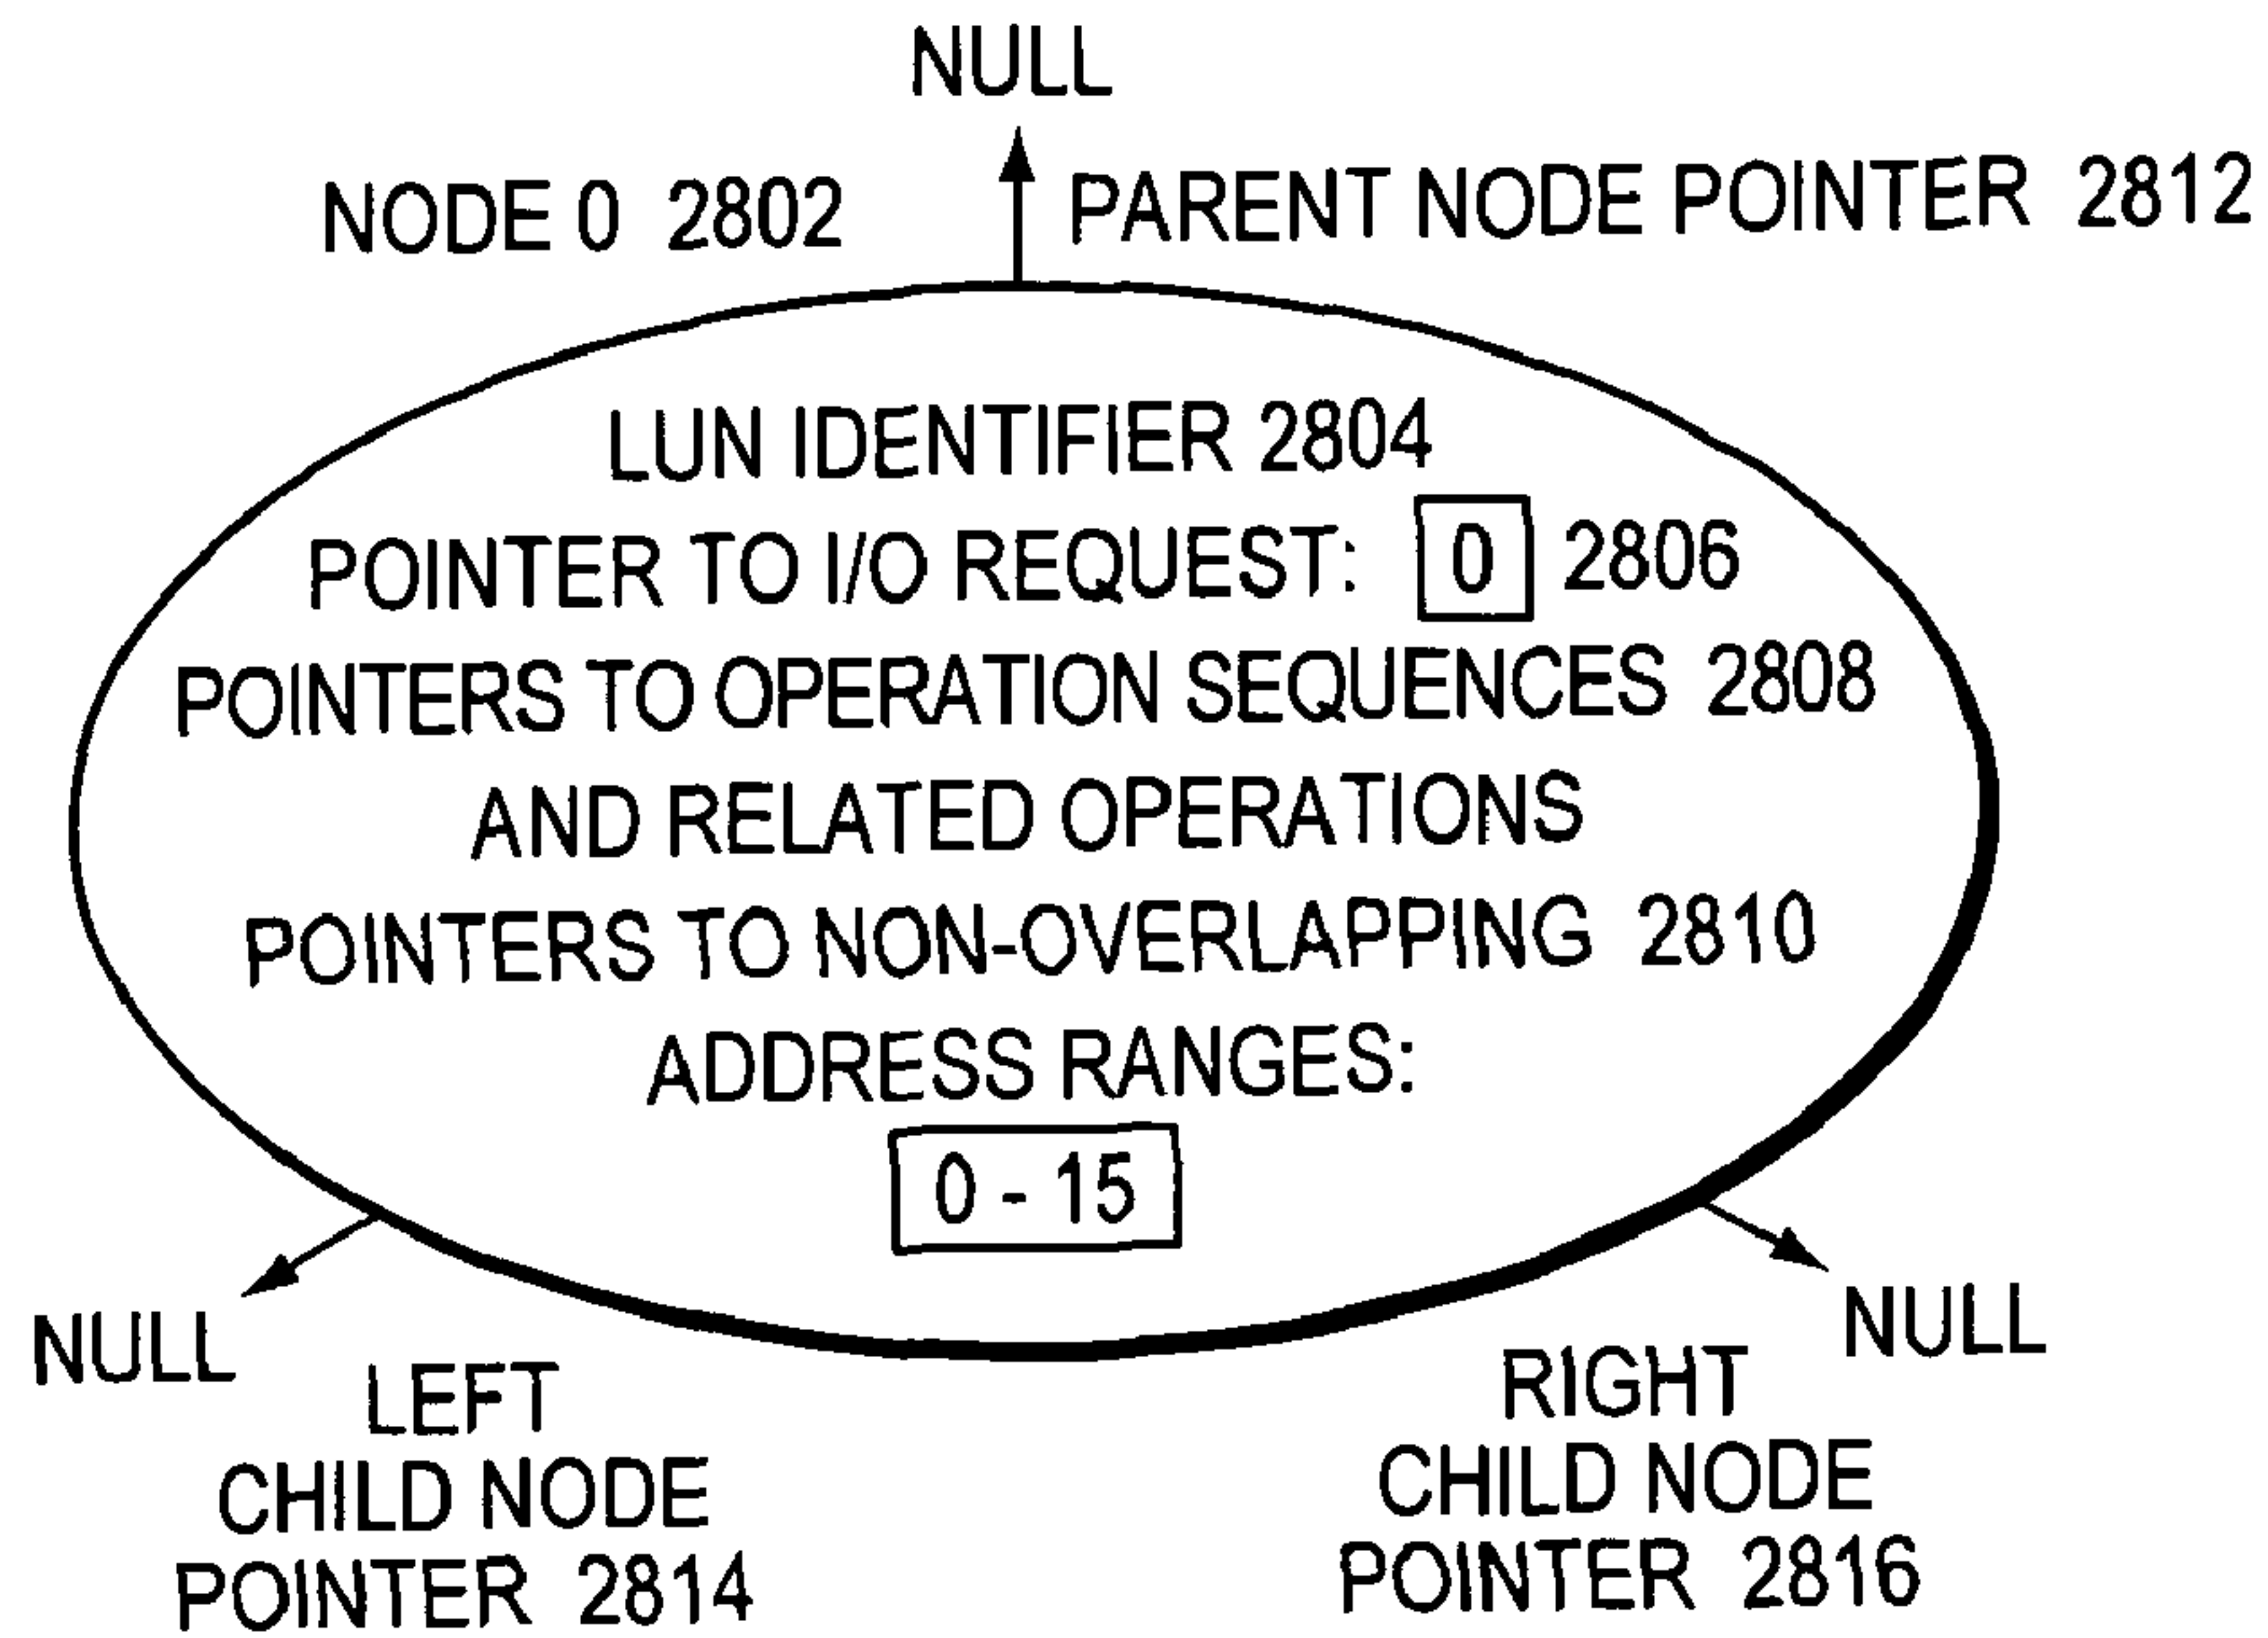 NULL
NODE 0 2802
PARENT NODE POINTER 2812
LUN IDENTIFIER 2804
POINTER TO I/O REQUEST: 0 2806
POINTERS TO OPERATION SEQUENCES 2808
AND RELATED OPERATIONS
POINTERS TO NON-OVERLAPPING 2810
ADDRESS RANGES:
0 - 15
NULL
LEFT
CHILD NODE
POINTER 2814
NULL
RIGHT
CHILD NODE
POINTER 2816